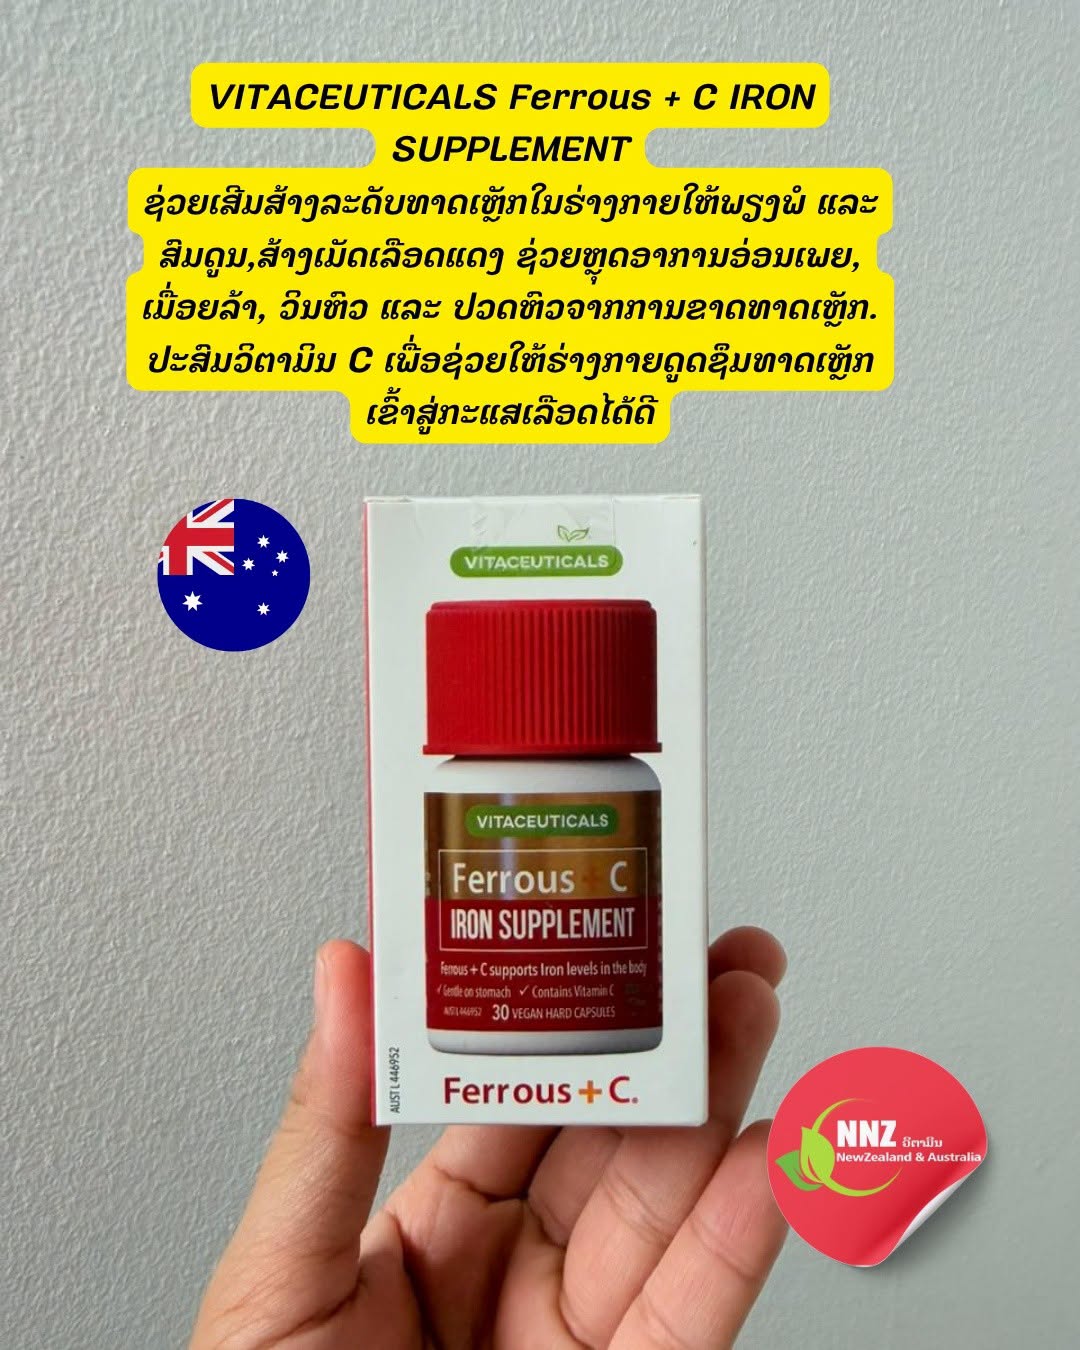 VITACEUTICALS Ferrous + C IRON
SUPPLEMENT
ຊ່ວຍເສີມສ້າງລະດັບທາດເຫຼັກໃນຮ່າງກາຍໃຫ້ພຽງພໍ ແລະ
ສົມດູນ,ສ້າງເມັດເລືອດແດງ ຊ່ວຍຫຼຸດອາການອ່ອນເພຍ,
ເມື່ອຍລ້າ, ວິນຫົວ ແລະ ປວດຫົວຈາກການຂາດທາດເຫຼັກ.
ປະສົມວິຕາມິນ C ເພື່ອຊ່ວຍໃຫ້ຮ່າງກາຍດູດຊຶມທາດເຫຼັກ
ເຂົ້າສູ່ກະແສເລືອດໄດ້ດີ
VITACEUTICALS
VITACEUTICALS
Ferrous + C
IRON SUPPLEMENT
Ferrous + C supports Iron levels in the body
✓ Gentle on stomach ✓ Contains Vitamin C
AUST L 446952 30 VEGAN HARD CAPSULES
AUST L 446952
Ferrous + C.
NNZ ວິຕາມິນ
NewZealand & Australia